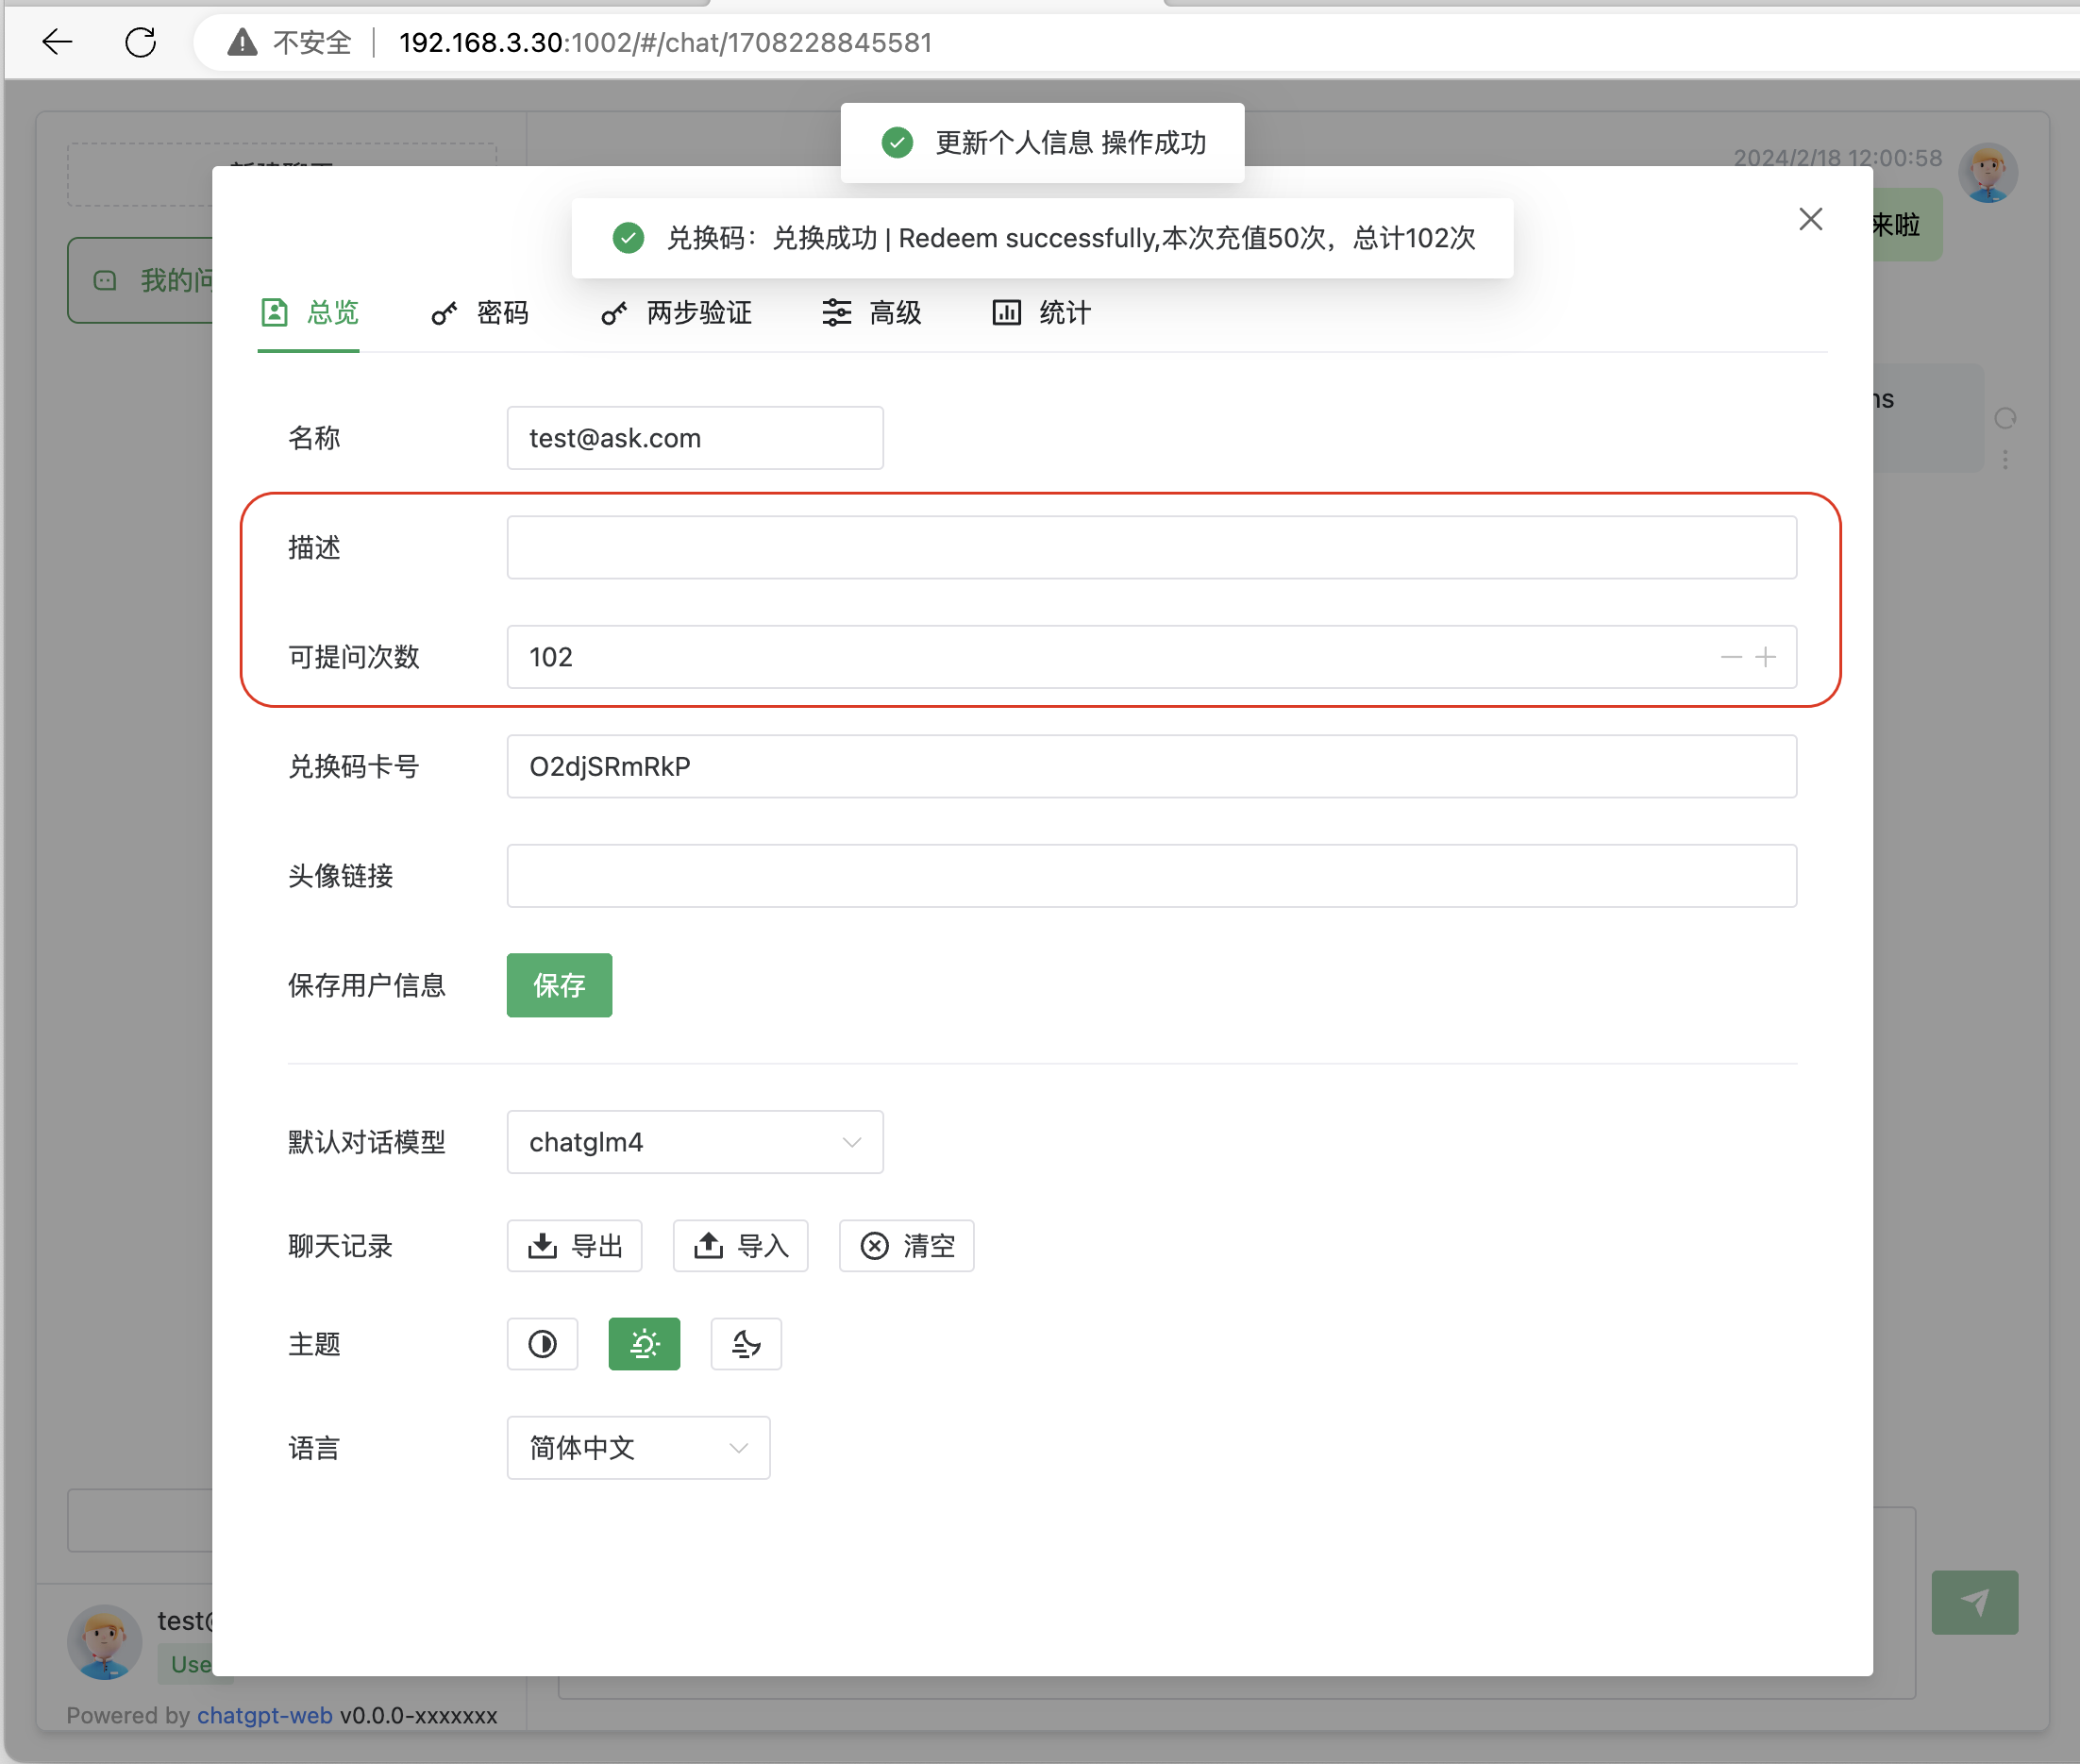 不安全 192.168.3.30:1002/#/chat/1708228845581
更新个人信息 操作成功
2024/2/18 12:00:58
兑换码：兑换成功 | Redeem successfully,本次充值50次，总计102次
来啦
我的问
总览 密码 两步验证 高级 统计
ns
名称 test@ask.com
描述
可提问次数 102
兑换码卡号 O2djSRmRkP
头像链接
保存用户信息 保存
默认对话模型 chatglm4
聊天记录 导出 导入 清空
主题
语言 简体中文
test@
Use
Powered by chatgpt-web v0.0.0-xxxxxxx